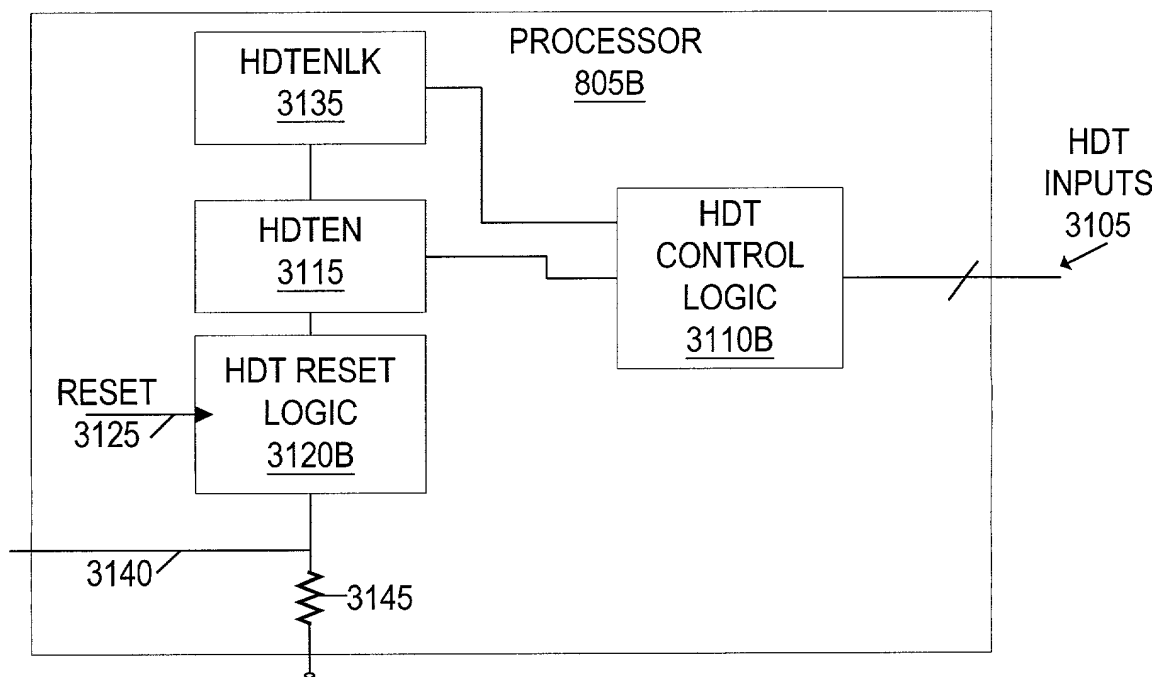 PROCESSOR
805B
HDTENLK
3135
HDTEN
3115
HDT RESET
LOGIC
3120B
RESET
3125
3140
3145
HDT
CONTROL
LOGIC
3110B
HDT
INPUTS
3105